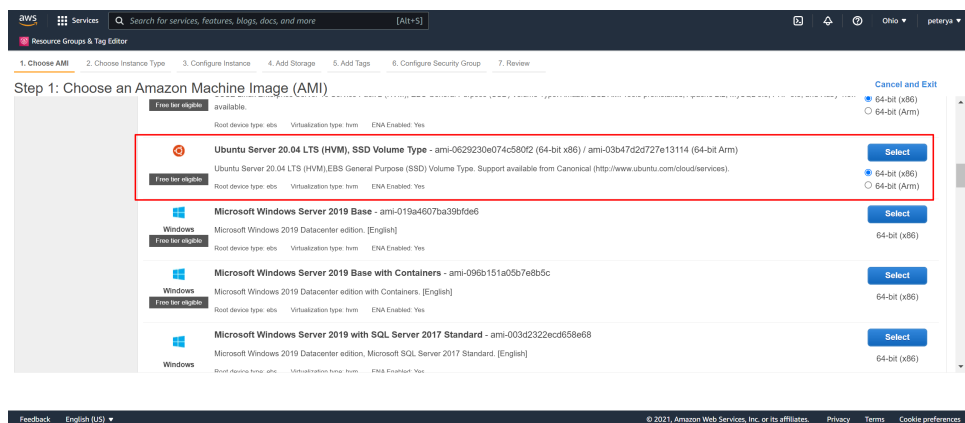 aws Services Search for services, features, blogs, docs, and more [Alt+S] Ohio ▼ peterya ▼
Resource Groups & Tag Editor
1. Choose AMI 2. Choose Instance Type 3. Configure Instance 4. Add Storage 5. Add Tags 6. Configure Security Group 7. Review
Step 1: Choose an Amazon Machine Image (AMI) Cancel and Exit
Free tier eligible available. 64-bit (x86)
64-bit (Arm)
Root device type: ebs Virtualization type: hvm ENA Enabled: Yes
Ubuntu Server 20.04 LTS (HVM), SSD Volume Type - ami-0629230e074c580f2 (64-bit x86) / ami-03b47d2d727e13114 (64-bit Arm) Select
Ubuntu Server 20.04 LTS (HVM),EBS General Purpose (SSD) Volume Type. Support available from Canonical (http://www.ubuntu.com/cloud/services).
Free tier eligible 64-bit (x86)
Root device type: ebs Virtualization type: hvm ENA Enabled: Yes 64-bit (Arm)
Microsoft Windows Server 2019 Base - ami-019a4607ba39bfde6 Select
Windows Microsoft Windows 2019 Datacenter edition. [English]
Free tier eligible 64-bit (x86)
Root device type: ebs Virtualization type: hvm ENA Enabled: Yes
Microsoft Windows Server 2019 Base with Containers - ami-096b151a05b7e8b5c Select
Windows Microsoft Windows 2019 Datacenter edition with Containers. [English]
Free tier eligible 64-bit (x86)
Root device type: ebs Virtualization type: hvm ENA Enabled: Yes
Microsoft Windows Server 2019 with SQL Server 2017 Standard - ami-003d2322ecd658e68 Select
Microsoft Windows 2019 Datacenter edition, Microsoft SQL Server 2017 Standard. [English]
Windows 64-bit (x86)
Root device type: ebs Virtualization type: hvm ENA Enabled: Yes
Feedback English (US) ▼ © 2021, Amazon Web Services, Inc. or its affiliates. Privacy Terms Cookie preferences